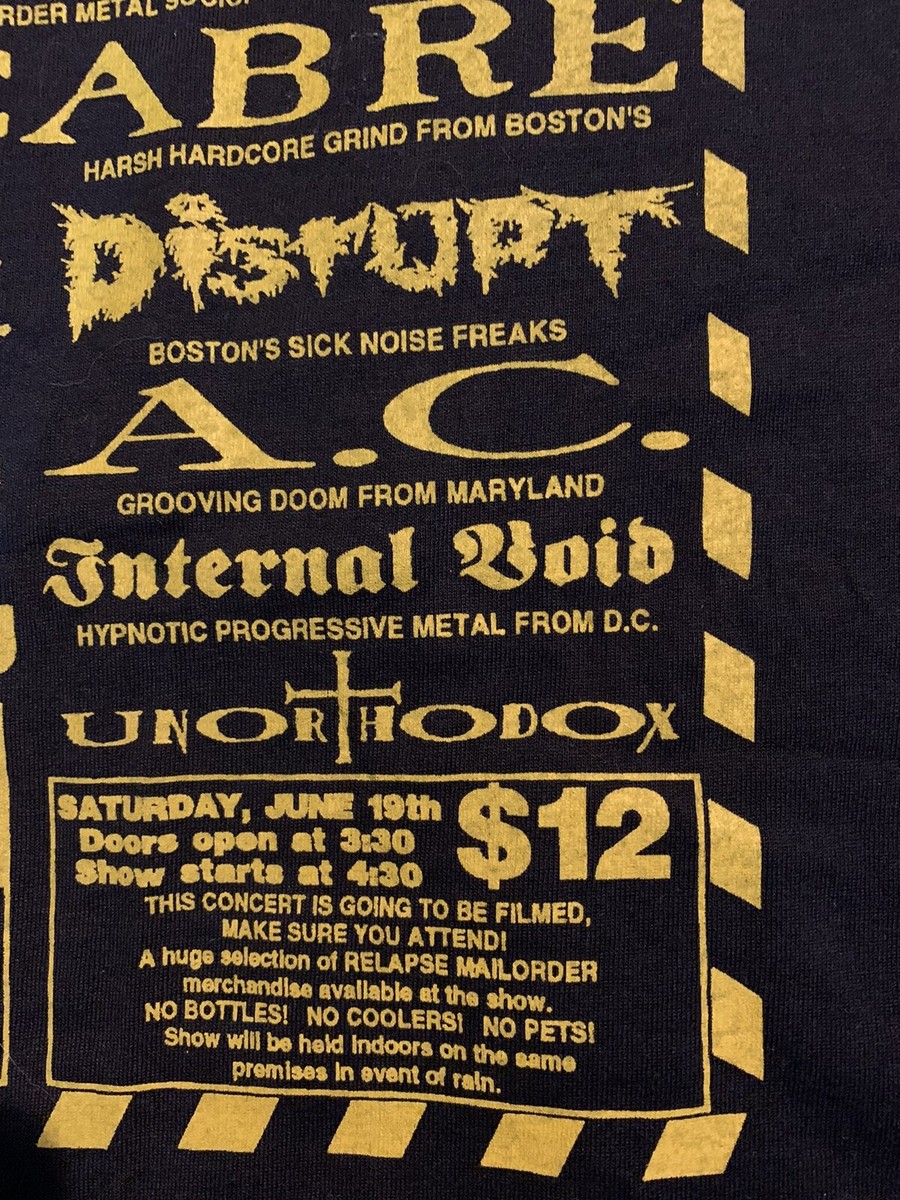 RDER METAL
ABRE
HARSH HARDCORE GRIND FROM BOSTON'S
DisrUPT
BOSTON'S SICK NOISE FREAKS
A.C.
GROOVING DOOM FROM MARYLAND
Internal Void
HYPNOTIC PROGRESSIVE METAL FROM D.C.
UNORTHODOX
SATURDAY, JUNE 19th
Doors open at 3:30
Show starts at 4:30
$12
THIS CONCERT IS GOING TO BE FILMED,
MAKE SURE YOU ATTEND!
A huge selection of RELAPSE MAILORDER
merchandise available at the show.
NO BOTTLES! NO COOLERS! NO PETS!
Show will be held indoors on the same
premises in event of rain.